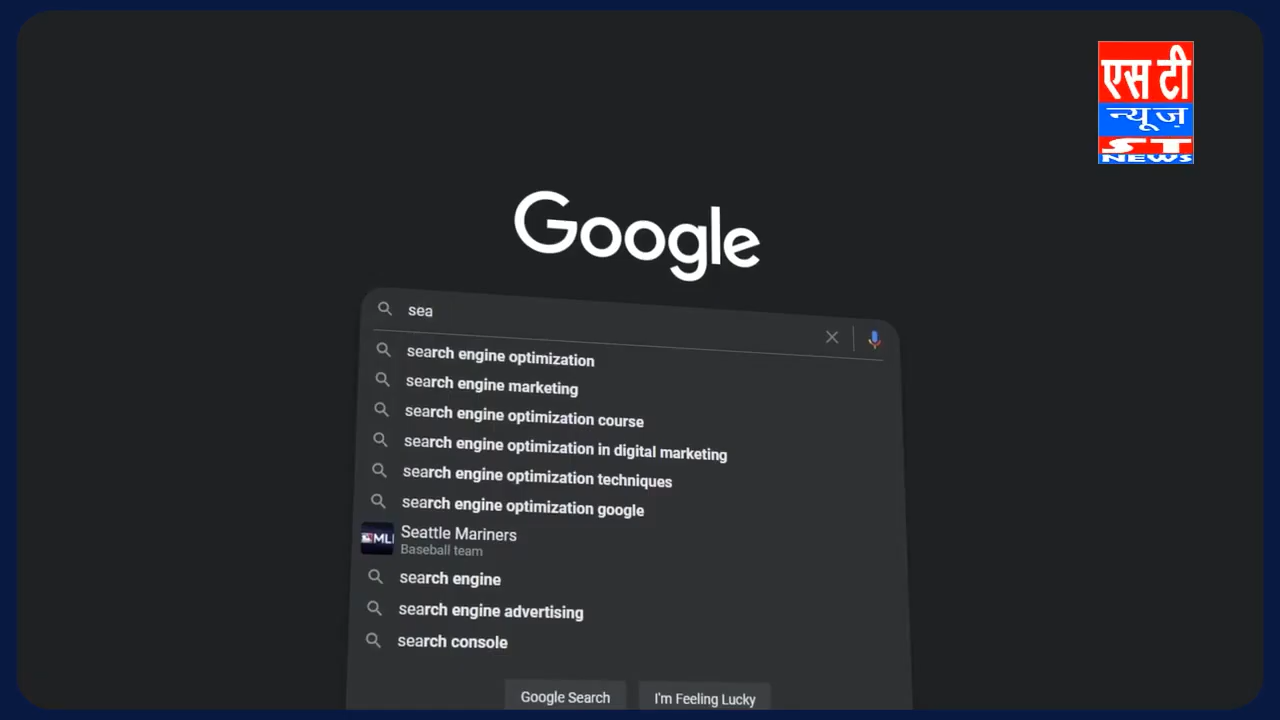 एस टी
न्यूज़
ST
NEWS
Google
sea
search engine optimization
search engine marketing
search engine optimization course
search engine optimization in digital marketing
search engine optimization techniques
search engine optimization google
Seattle Mariners
Baseball team
search engine
search engine advertising
search console
Google Search
I'm Feeling Lucky